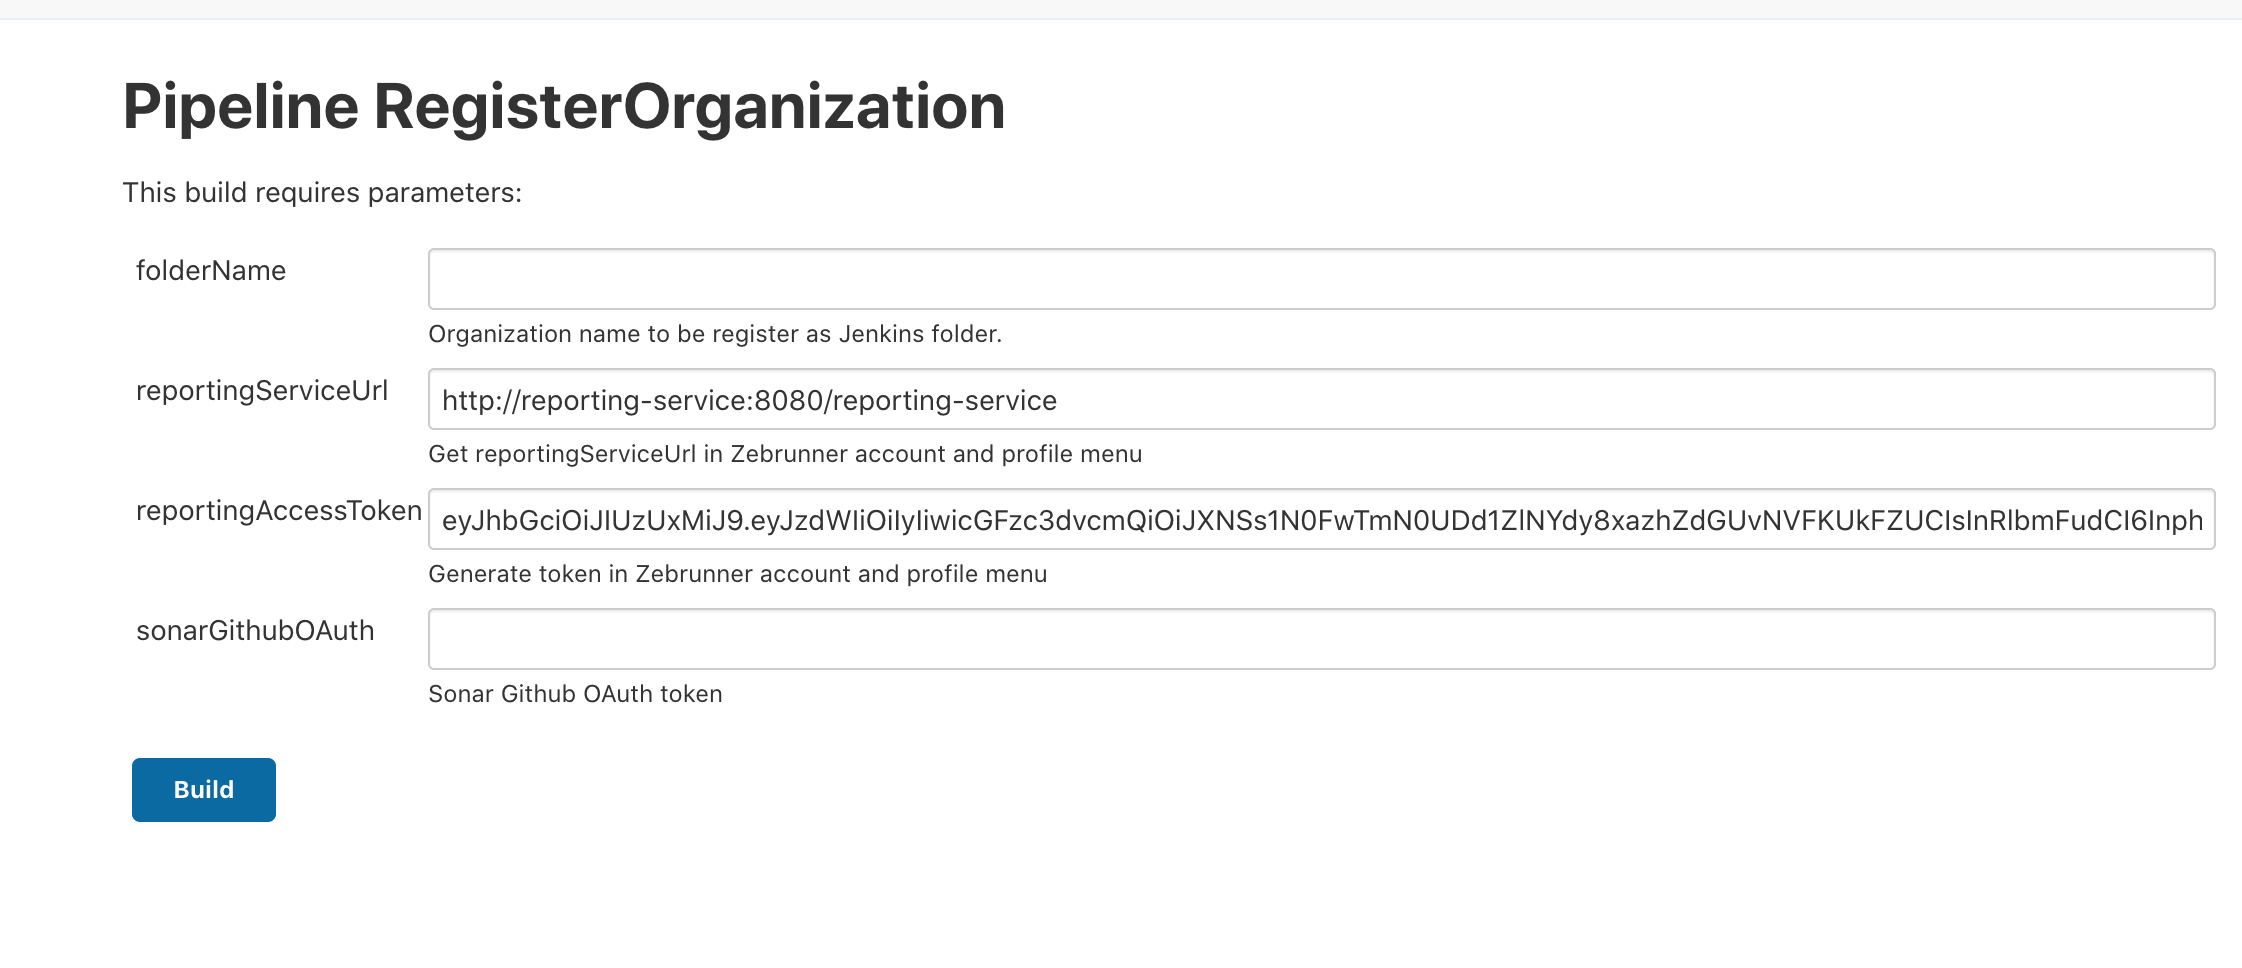 Pipeline RegisterOrganization
This build requires parameters:
folderName
Organization name to be register as Jenkins folder.
reportingServiceUrl
http://reporting-service:8080/reporting-service
Get reportingServiceUrl in Zebrunner account and profile menu
reportingAccessToken
eyJhbGciOiJIUzUxMiJ9.eyJzdWIiOiIyIiwicGFzc3dvcmQiOiJXNSs1N0FwTmN0UDd1ZlNYdy8xazhZdGUvNVFKUkFZUCIsInRlbmFudCI6Inph
Generate token in Zebrunner account and profile menu
sonarGithubOAuth
Sonar Github OAuth token
Build